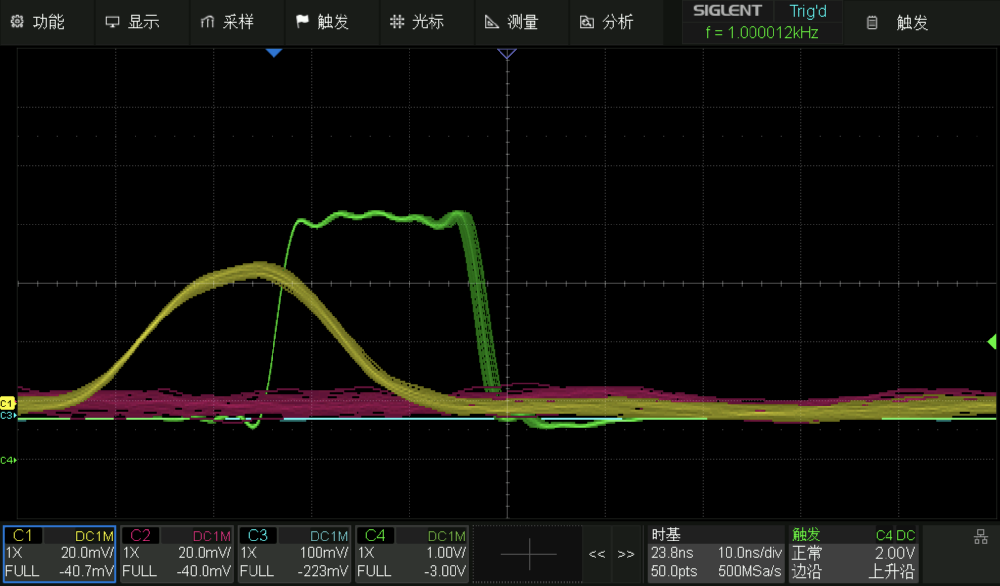 功能
显示
采样
触发
光标
测量
分析
SIGLENT
Trig'd
f = 1.000012kHz
触发
C1
C3
C4
C1 DC1M
1X 20.0mV/
FULL -40.7mV
C2 DC1M
1X 20.0mV/
FULL -40.0mV
C3 DC1M
1X 100mV/
FULL -223mV
C4 DC1M
1X 1.00V/
FULL -3.00V
<< >>
时基
23.8ns 10.0ns/div
50.0pts 500MSa/s
触发 C4 DC
正常 2.00V
边沿 上升沿